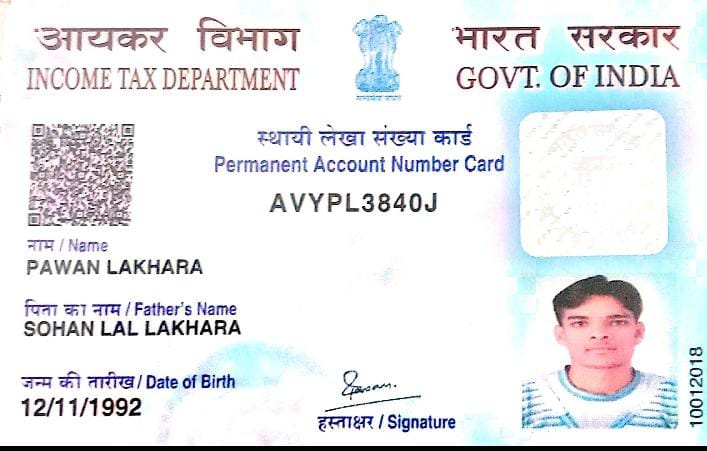 आयकर विभाग
INCOME TAX DEPARTMENT
भारत सरकार
GOVT. OF INDIA
स्थायी लेखा संख्या कार्ड
Permanent Account Number Card
AVYPL3840J
नाम / Name
PAWAN LAKHARA
पिता का नाम / Father's Name
SOHAN LAL LAKHARA
जन्म की तारीख / Date of Birth
12/11/1992
हस्ताक्षर / Signature
10012018